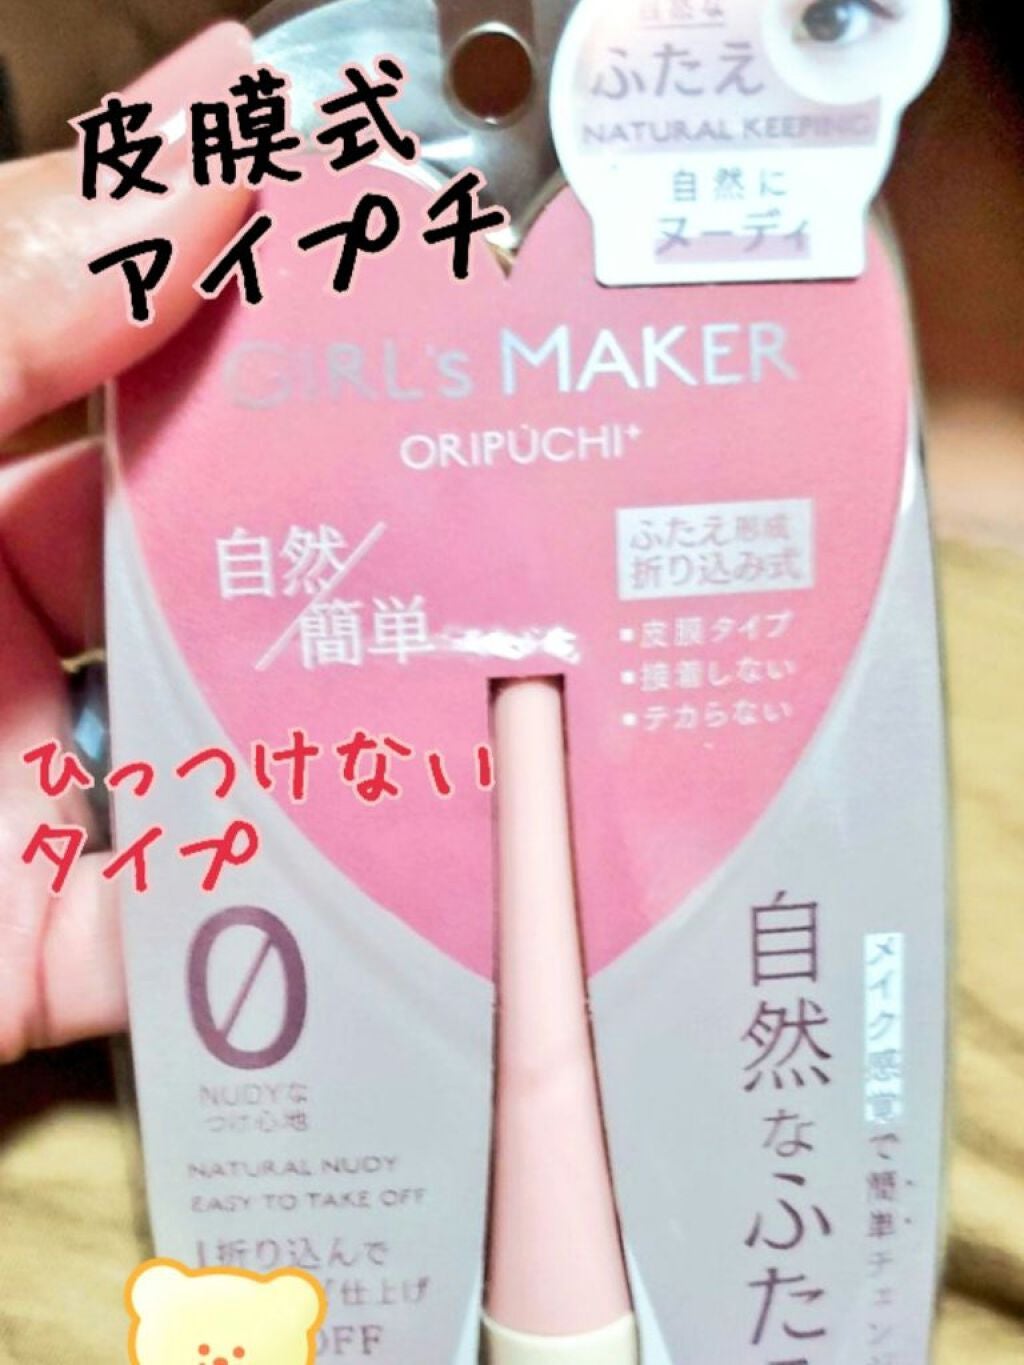 皮膜式
アイプチ
自然な
ふたえ
NATURAL KEEPING
自然に
ヌーディ
GIRL's MAKER
ORIPÙCHI+
自然/簡単
ふたえ形成
折り込み式
▪皮膜タイプ
▪接着しない
▪テカらない
ひっつけない
タイプ
0
NUDYな
つけ心地
NATURAL NUDY
EASY TO TAKE OFF
折り込んで
仕上げ
OFF
自然なふた
メイク感覚で簡単チェン